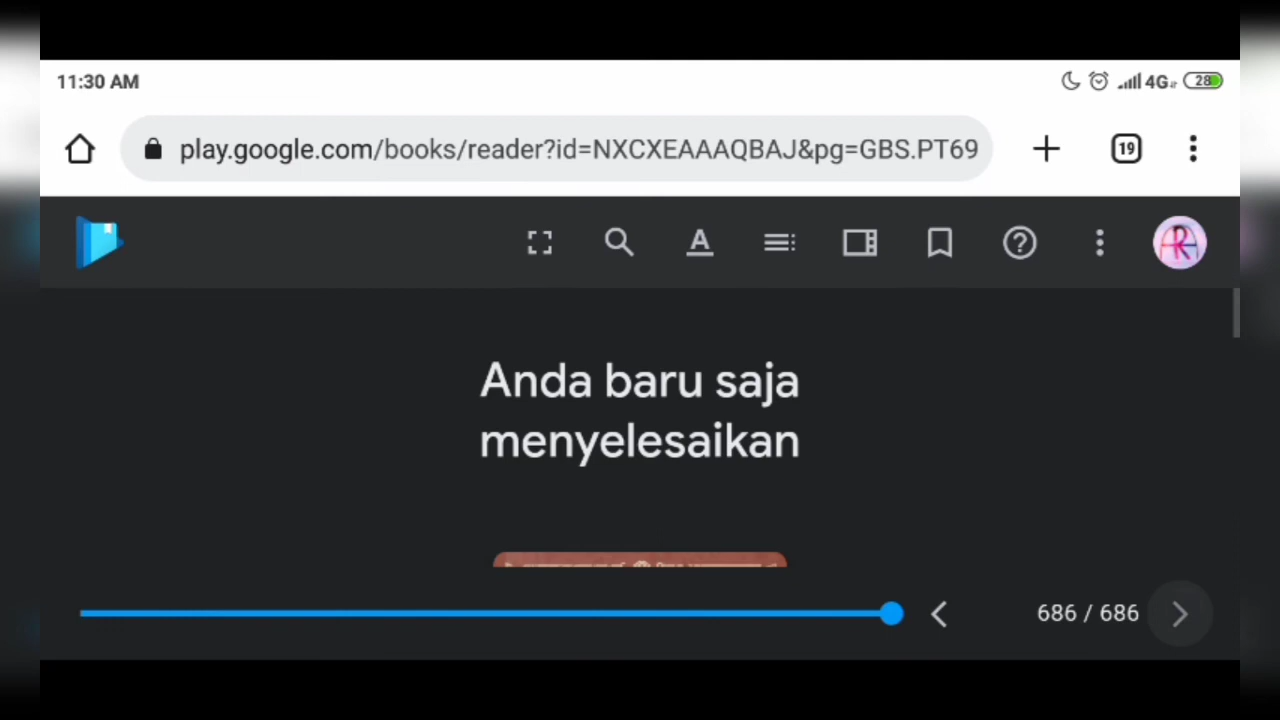 11:30 AM
4G 28
play.google.com/books/reader?id=NXCXEAAAQBAJ&pg=GBS.PT69
19
A
Anda baru saja
menyelesaikan
686 / 686